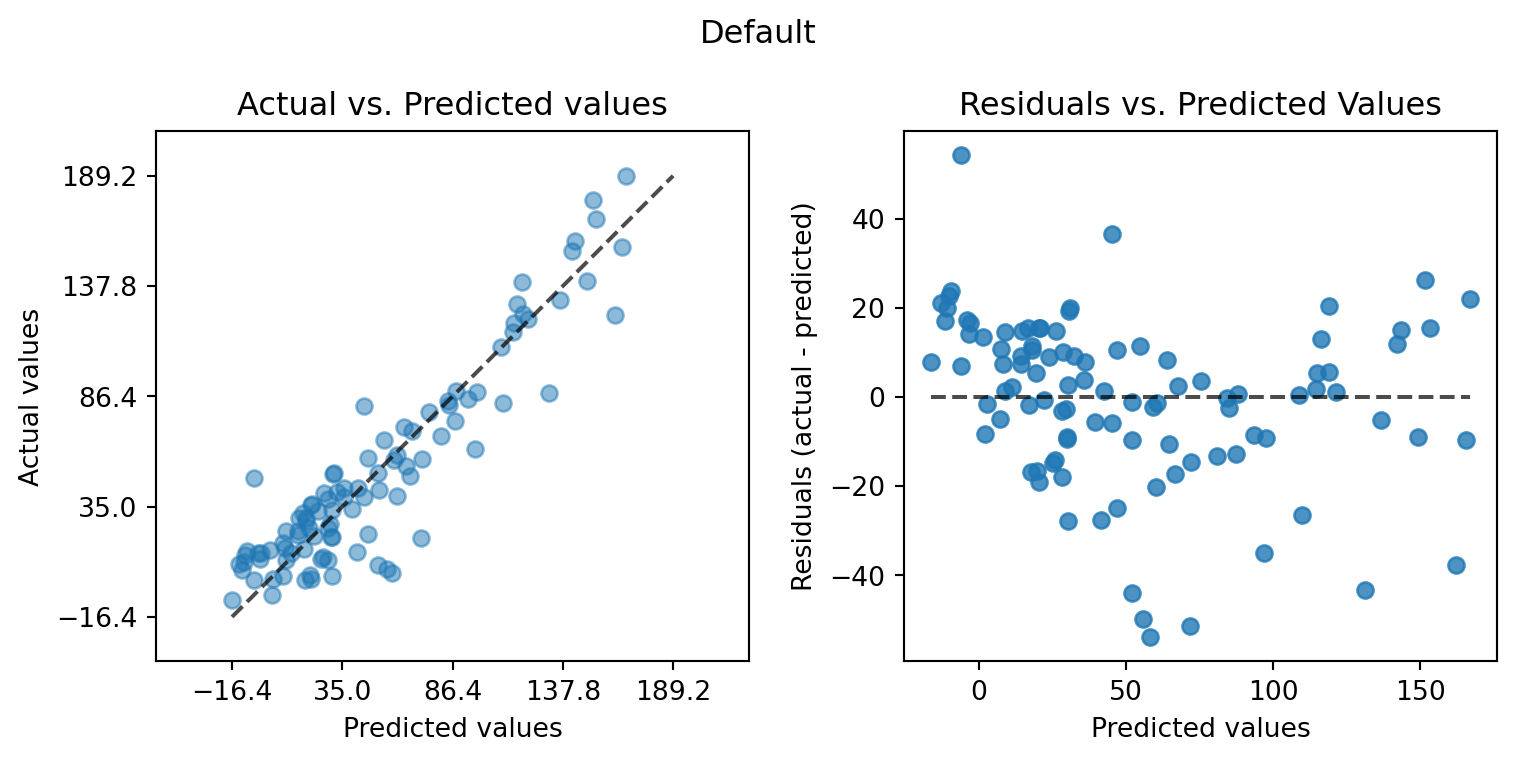 Default
Actual vs. Predicted values
Actual values
189.2
137.8
86.4
35.0
−16.4
−16.4 35.0 86.4 137.8 189.2
Predicted values
Residuals vs. Predicted Values
Residuals (actual - predicted)
40
20
0
−20
−40
0 50 100 150
Predicted values